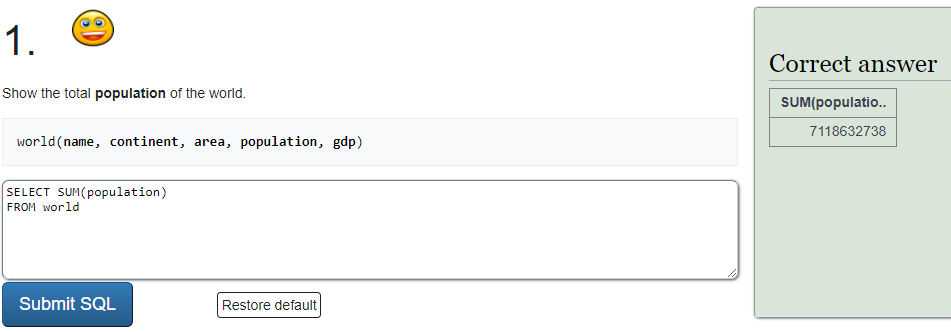 1.
Show the total population of the world.
world(name, continent, area, population, gdp)
SELECT SUM(population)
FROM world
Submit SQL
Restore default
Correct answer
SUM(populatio..
7118632738